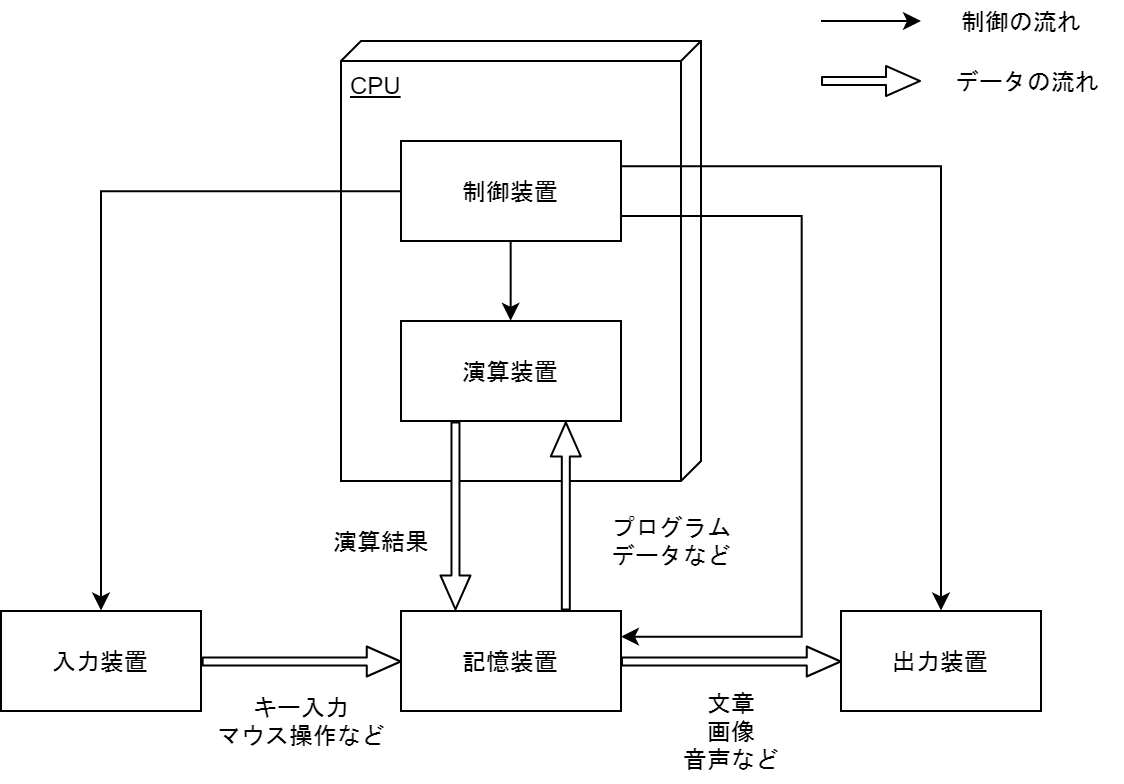 制御の流れ
データの流れ
CPU
制御装置
演算装置
演算結果
プログラム
データなど
入力装置
記憶装置
出力装置
キー入力
マウス操作など
文章
画像
音声など